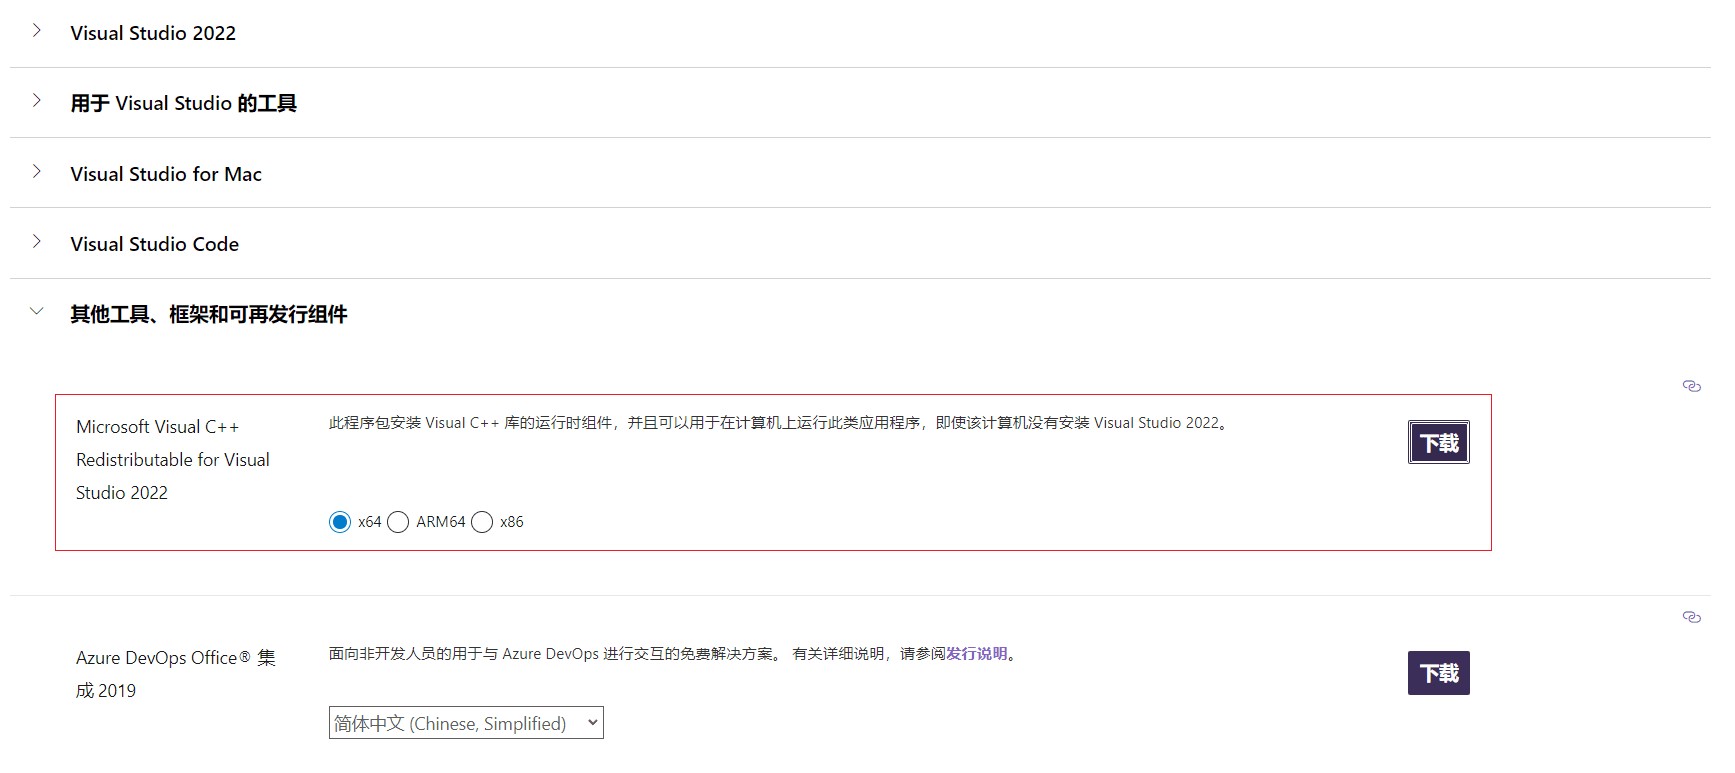 Visual Studio 2022
用于 Visual Studio 的工具
Visual Studio for Mac
Visual Studio Code
其他工具、框架和可再发行组件
Microsoft Visual C++
Redistributable for Visual
Studio 2022
此程序包安装 Visual C++ 库的运行时组件，并且可以用于在计算机上运行此类应用程序，即使该计算机没有安装 Visual Studio 2022。
x64 ARM64 x86
下载
Azure DevOps Office® 集
成 2019
面向非开发人员的用于与 Azure DevOps 进行交互的免费解决方案。 有关详细说明，请参阅发行说明。
简体中文 (Chinese, Simplified)
下载